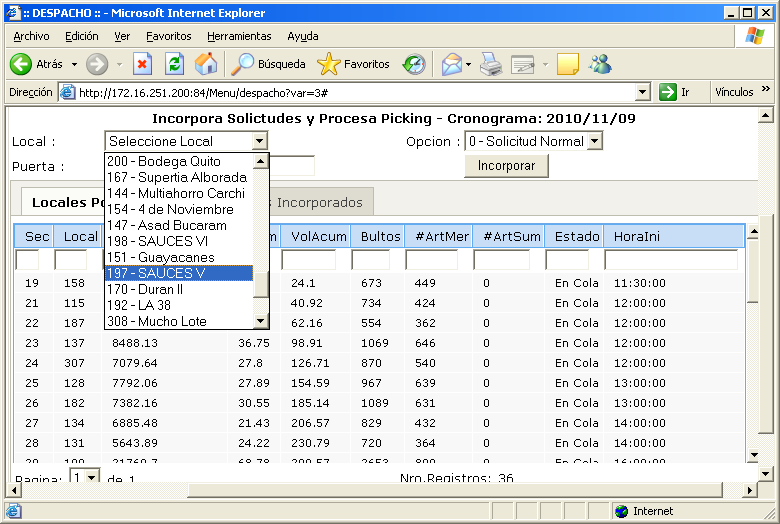 :: DESPACHO :: - Microsoft Internet Explorer
Archivo Edición Ver Favoritos Herramientas Ayuda
Atrás Búsqueda Favoritos
Dirección http://172.16.251.200:84/Menu/despacho?var=3# Ir Vínculos »
Incorpora Solictudes y Procesa Picking - Cronograma: 2010/11/09
Local : Seleccione Local Opcion : 0 - Solicitud Normal
Puerta : Incorporar
200 - Bodega Quito
167 - Supertia Alborada
144 - Multiahorro Carchi
154 - 4 de Noviembre
147 - Asad Bucaram
198 - SAUCES VI
151 - Guayacanes
197 - SAUCES V
170 - Duran II
192 - LA 38
308 - Mucho Lote
Locales Incorporados
Sec Local VolAcum Bultos #ArtMer #ArtSum Estado HoraIni
19 158 24.1 673 449 0 En Cola 11:30:00
21 115 40.92 734 424 0 En Cola 12:00:00
22 187 62.16 554 362 0 En Cola 12:00:00
23 137 8488.13 36.75 98.91 1069 646 0 En Cola 12:00:00
24 307 7079.64 27.8 126.71 870 540 0 En Cola 12:00:00
25 128 7792.06 27.89 154.59 967 639 0 En Cola 13:00:00
26 182 7382.16 30.55 185.14 1089 631 0 En Cola 13:00:00
27 134 6885.48 21.43 206.57 829 432 0 En Cola 14:00:00
28 131 5643.89 24.22 230.79 720 364 0 En Cola 14:00:00
Pagina: 1 de 1 Nro.Registros: 36
Internet